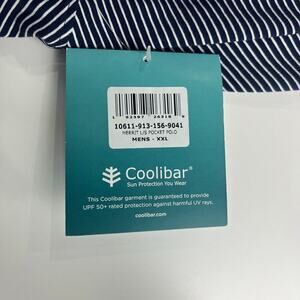 10611-913-156-9041
MERRIT L/S POCKET POLO
MENS - XXL
Coolibar®
Sun Protection You Wear
This Coolibar garment is guaranteed to provide
UPF 50+ rated protection against harmful UV rays.
coolibar.com